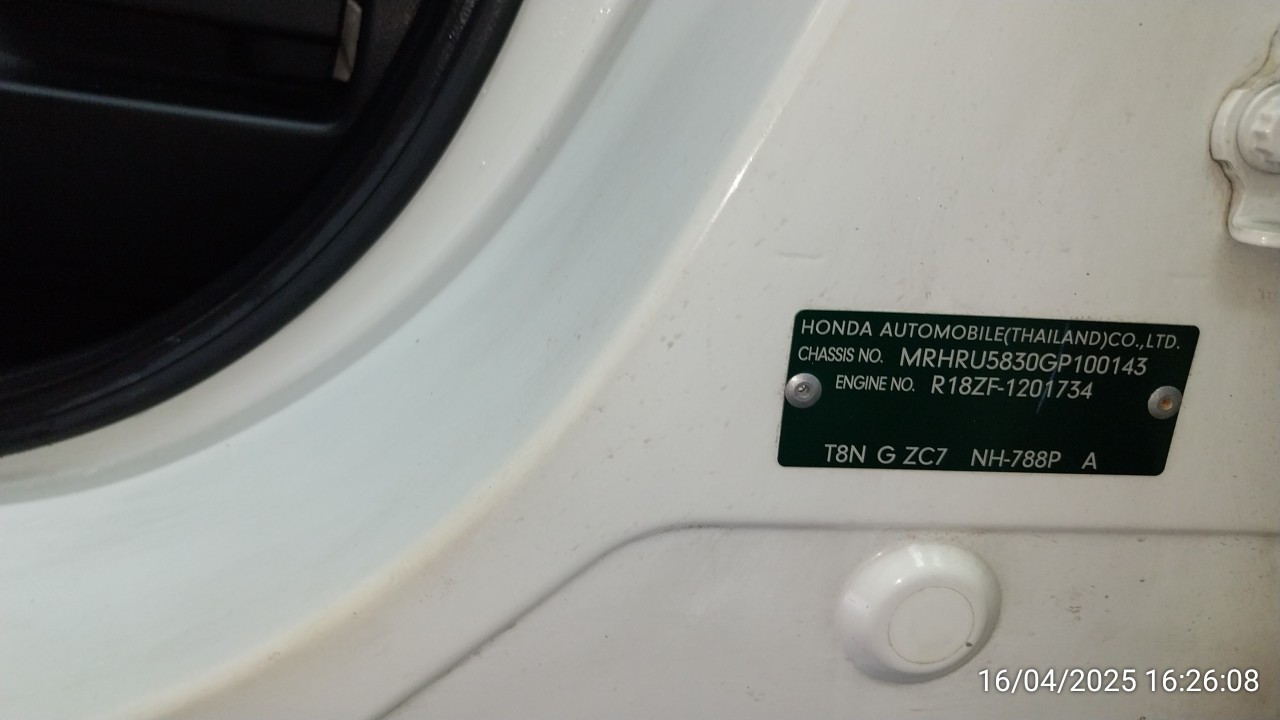 HONDA AUTOMOBILE(THAILAND)CO.,LTD.
CHASSIS NO. MRHRU5830GP100143
ENGINE NO. R18ZF-1201734
T8N G ZC7 NH-788P A
16/04/2025 16:26:08